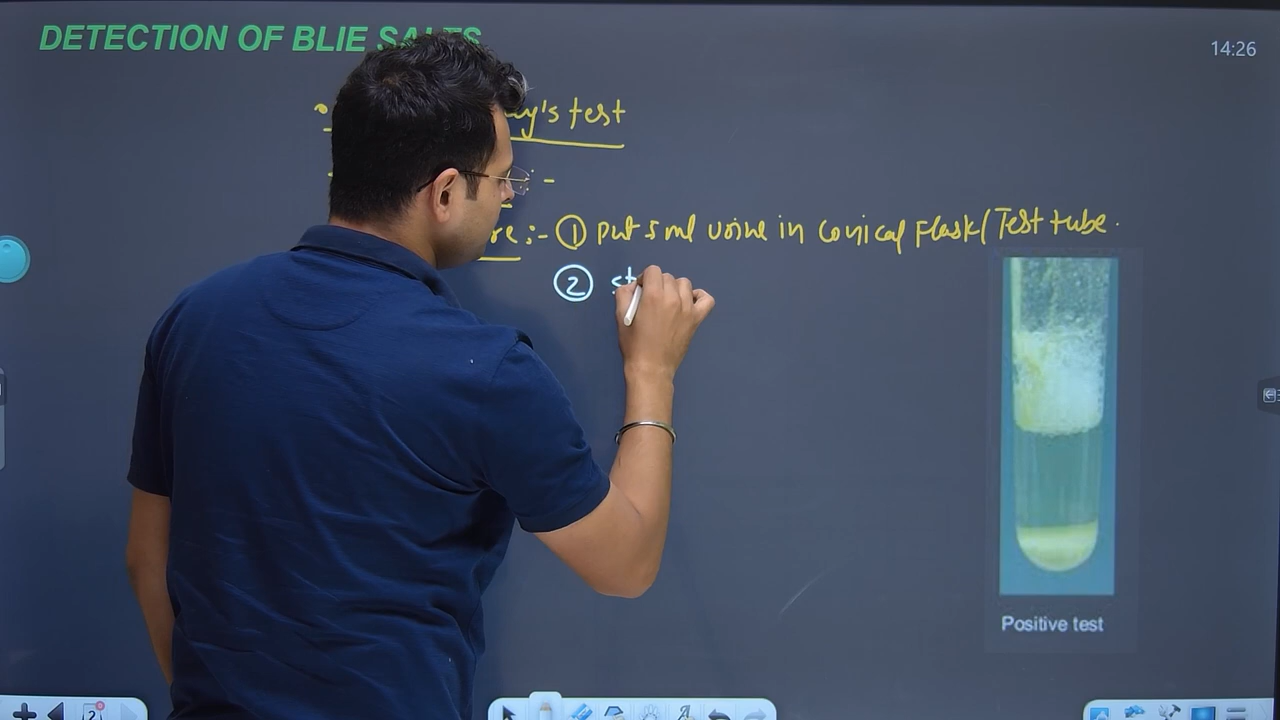 DETECTION OF BLIE SALTS
14:26
y's test
re :- ① Put 5 ml urine in conical flask/Test tube.
② st
Positive test